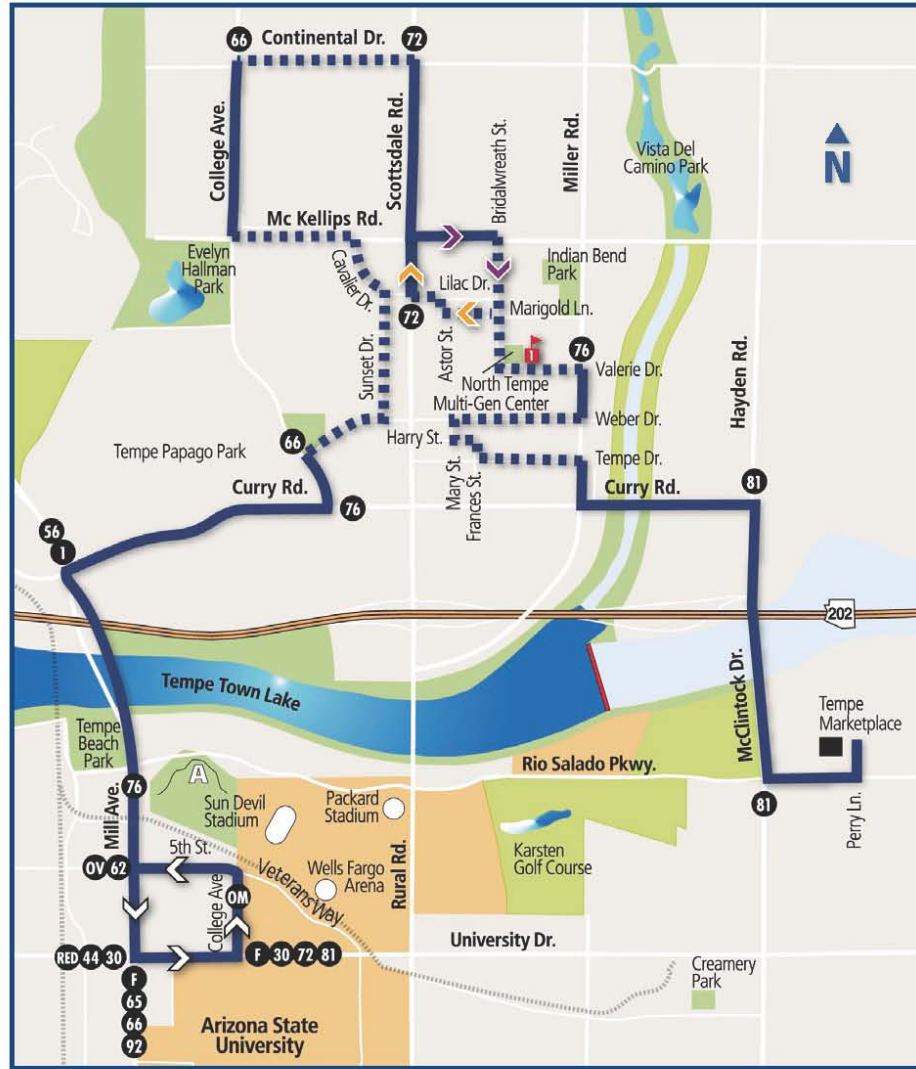 66
Continental Dr.
72
College Ave.
Scottsdale Rd.
Bridalwreath St.
Miller Rd.
Vista Del
Camino Park
N
Mc Kellips Rd.
Evelyn
Hallman
Park
Cavalier Dr.
Lilac Dr.
Indian Bend
Park
72
Marigold Ln.
Sunset Dr.
Astor St.
1
76
Valerie Dr.
North Tempe
Multi-Gen Center
Hayden Rd.
Weber Dr.
66
Harry St.
Tempe Papago Park
Mary St.
Frances St.
Tempe Dr.
Curry Rd.
76
Curry Rd.
81
56
1
202
Tempe Town Lake
McClintock Dr.
Tempe
Marketplace
Tempe
Beach
Park
A
Rio Salado Pkwy.
76
Mill Ave.
Sun Devil
Stadium
Packard
Stadium
81
Perry Ln.
5th St.
OV 62
Veterans Way
Wells Fargo
Arena
Rural Rd.
Karsten
Golf Course
College Ave
OM
University Dr.
RED 44 30
F 30 72 81
F
65
66
92
Creamery
Park
Arizona State
University